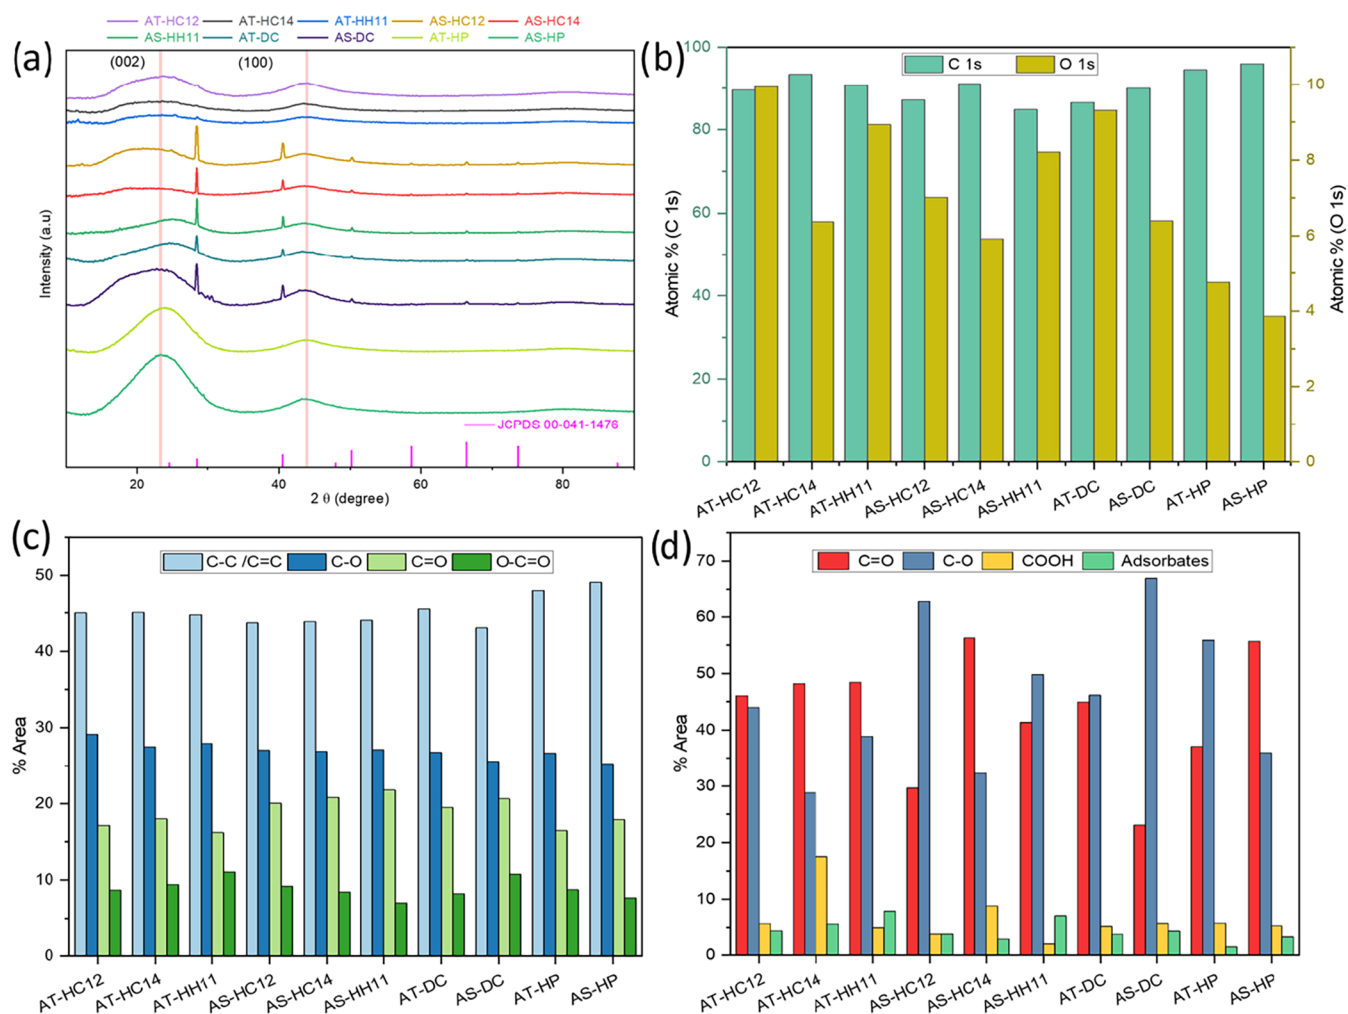 AT-HC12 AT-HC14 AT-HH11 AS-HC12 AS-HC14
AS-HH11 AT-DC AS-DC AT-HP AS-HP
(a)
(002) (100)
Intensity (a.u)
JCPDS 00-041-1476
20 40 60 80
2 θ (degree)
(b)
C 1s O 1s
100
80
60
40
20
0
Atomic % (C 1s)
10
8
6
4
2
0
Atomic % (O 1s)
AT-HC12 AT-HC14 AT-HH11 AS-HC12 AS-HC14 AS-HH11 AT-DC AS-DC AT-HP AS-HP
(c)
C-C /C=C C-O C=O O-C=O
50
40
30
20
10
0
% Area
AT-HC12 AT-HC14 AT-HH11 AS-HC12 AS-HC14 AS-HH11 AT-DC AS-DC AT-HP AS-HP
(d)
C=O C-O COOH Adsorbates
70
60
50
40
30
20
10
0
% Area
AT-HC12 AT-HC14 AT-HH11 AS-HC12 AS-HC14 AS-HH11 AT-DC AS-DC AT-HP AS-HP